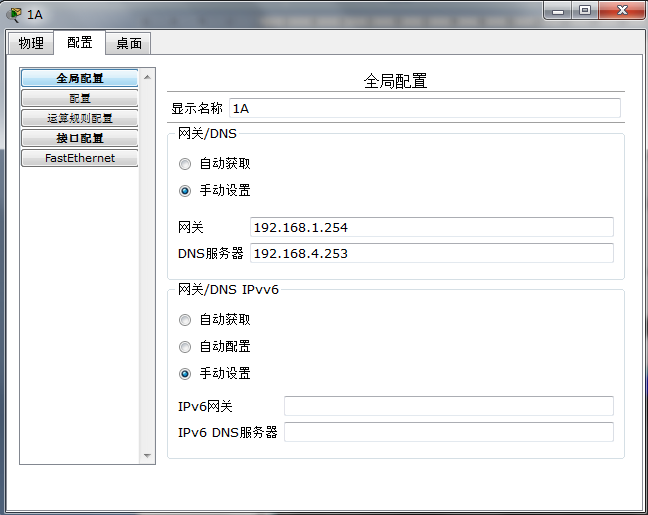 1A
物理 配置 桌面
全局配置
配置
运算规则配置
接口配置
FastEthernet
全局配置
显示名称 1A
网关/DNS
自动获取
手动设置
网关 192.168.1.254
DNS服务器 192.168.4.253
网关/DNS IPvv6
自动获取
自动配置
手动设置
IPv6网关
IPv6 DNS服务器